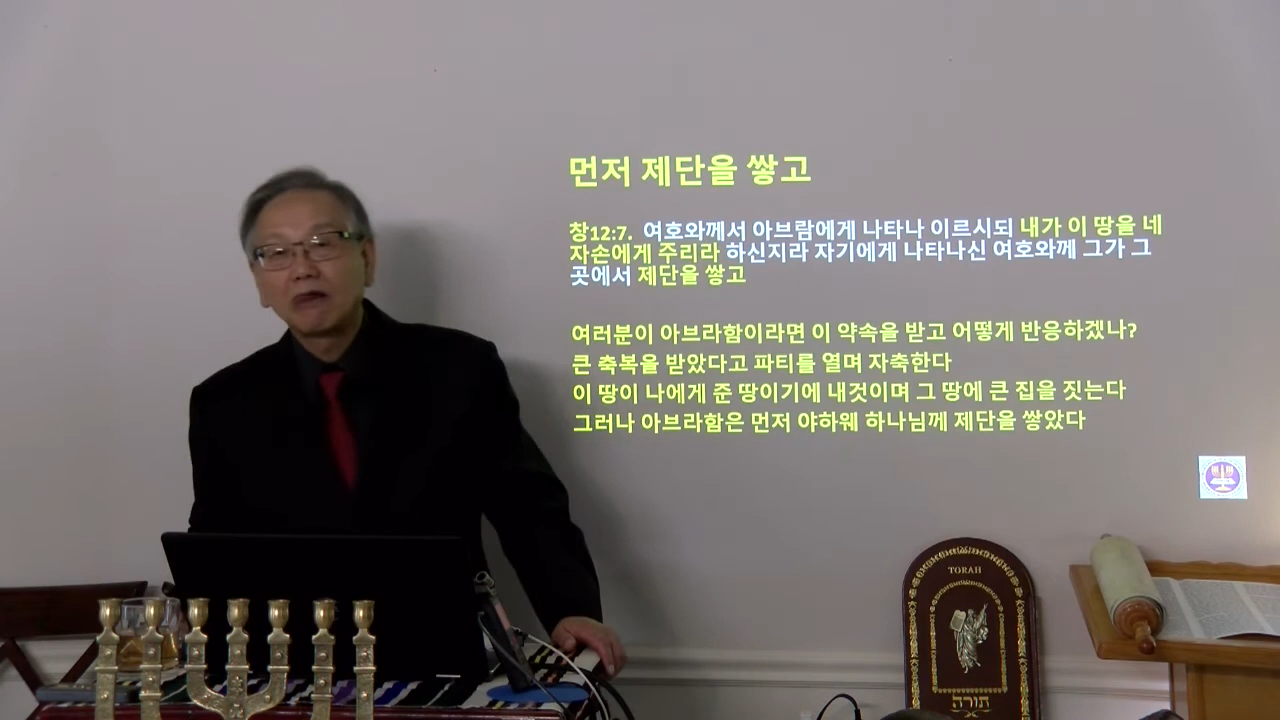 먼저 제단을 쌓고
창12:7. 여호와께서 아브람에게 나타나 이르시되 내가 이 땅을 네
자손에게 주리라 하신지라 자기에게 나타나신 여호와께 그가 그
곳에서 제단을 쌓고
여러분이 아브라함이라면 이 약속을 받고 어떻게 반응하겠나?
큰 축복을 받았다고 파티를 열며 자축한다
이 땅이 나에게 준 땅이기에 내것이며 그 땅에 큰 집을 짓는다
그러나 아브라함은 먼저 야하웨 하나님께 제단을 쌓았다
TORAH
תורה